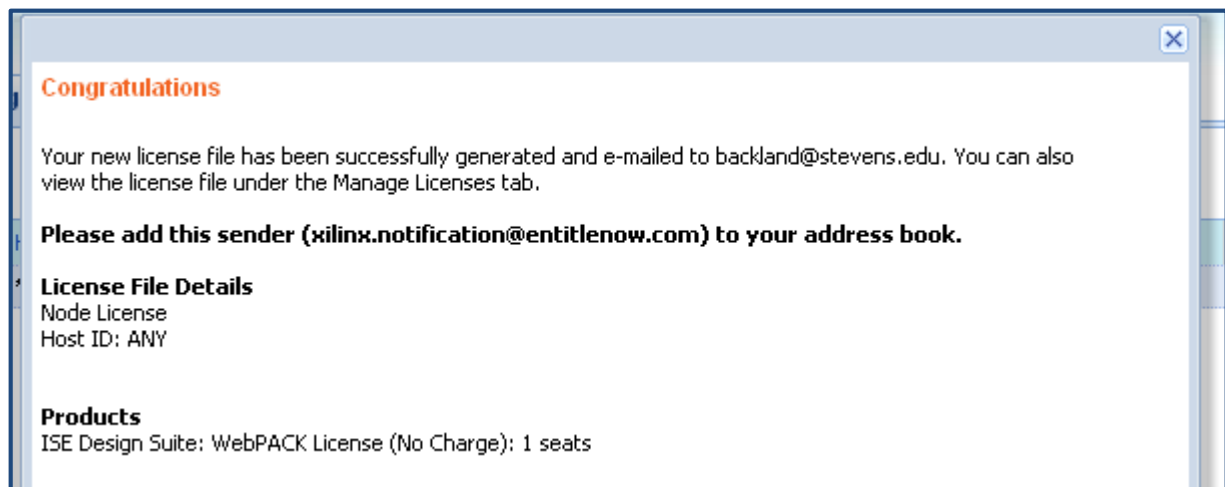 Congratulations
Your new license file has been successfully generated and e-mailed to backland@stevens.edu. You can also
view the license file under the Manage Licenses tab.
Please add this sender (xilinx.notification@entitlenow.com) to your address book.
License File Details
Node License
Host ID: ANY
Products
ISE Design Suite: WebPACK License (No Charge): 1 seats